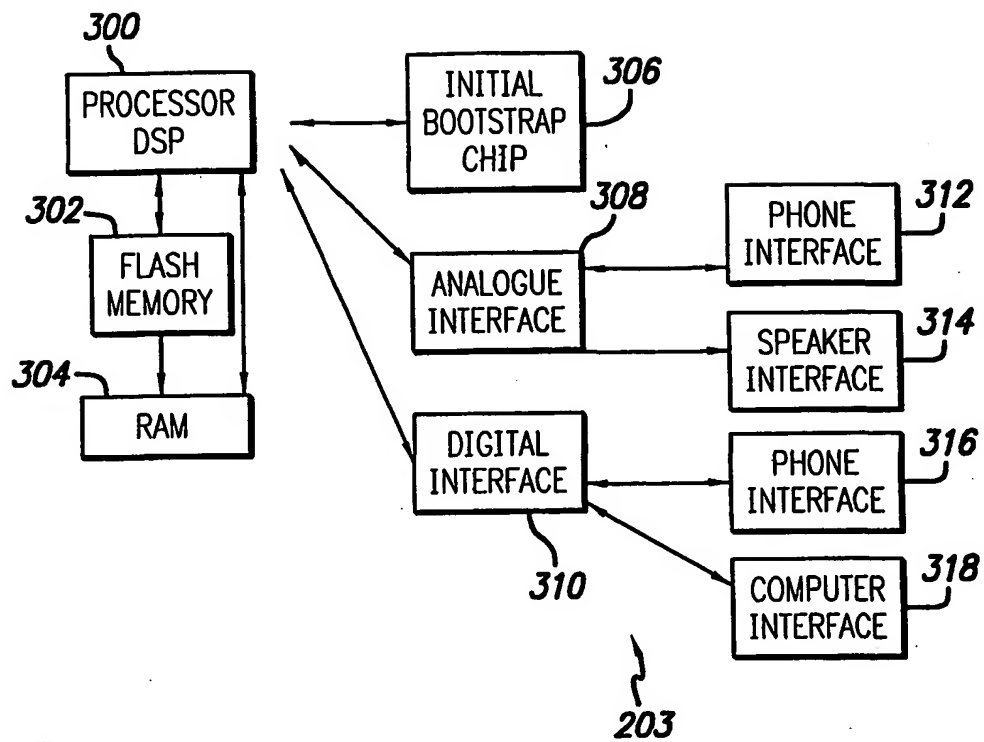 300
PROCESSOR
DSP
302
FLASH
MEMORY
304
RAM
INITIAL
BOOTSTRAP
CHIP
306
308
ANALOGUE
INTERFACE
DIGITAL
INTERFACE
310
PHONE
INTERFACE
312
SPEAKER
INTERFACE
314
PHONE
INTERFACE
316
COMPUTER
INTERFACE
318
203